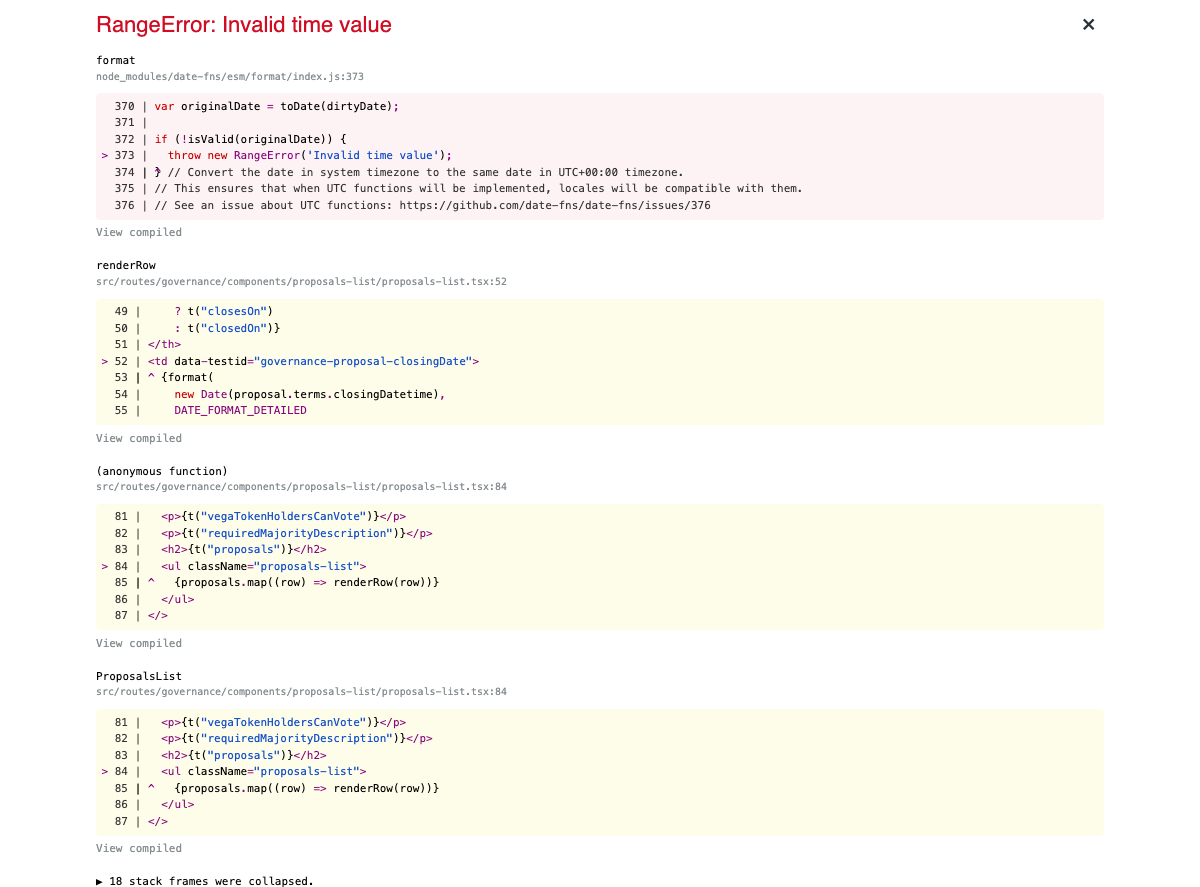 RangeError: Invalid time value
×
format
node_modules/date-fns/esm/format/index.js:373
  370 | var originalDate = toDate(dirtyDate);
  371 |
  372 | if (!isValid(originalDate)) {
> 373 |   throw new RangeError('Invalid time value');
  374 | } // Convert the date in system timezone to the same date in UTC+00:00 timezone.
  375 | // This ensures that when UTC functions will be implemented, locales will be compatible with them.
  376 | // See an issue about UTC functions: https://github.com/date-fns/date-fns/issues/376
View compiled
renderRow
src/routes/governance/components/proposals-list/proposals-list.tsx:52
  49 |     ? t("closesOn")
  50 |     : t("closedOn")}
  51 | </th>
> 52 | <td data-testid="governance-proposal-closingDate">
  53 | ^ {format(
  54 |     new Date(proposal.terms.closingDatetime),
  55 |     DATE_FORMAT_DETAILED
View compiled
(anonymous function)
src/routes/governance/components/proposals-list/proposals-list.tsx:84
  81 |   <p>{t("vegaTokenHoldersCanVote")}</p>
  82 |   <p>{t("requiredMajorityDescription")}</p>
  83 |   <h2>{t("proposals")}</h2>
> 84 |   <ul className="proposals-list">
  85 | ^   {proposals.map((row) => renderRow(row))}
  86 |   </ul>
  87 | </>
View compiled
ProposalsList
src/routes/governance/components/proposals-list/proposals-list.tsx:84
  81 |   <p>{t("vegaTokenHoldersCanVote")}</p>
  82 |   <p>{t("requiredMajorityDescription")}</p>
  83 |   <h2>{t("proposals")}</h2>
> 84 |   <ul className="proposals-list">
  85 | ^   {proposals.map((row) => renderRow(row))}
  86 |   </ul>
  87 | </>
View compiled
▶ 18 stack frames were collapsed.